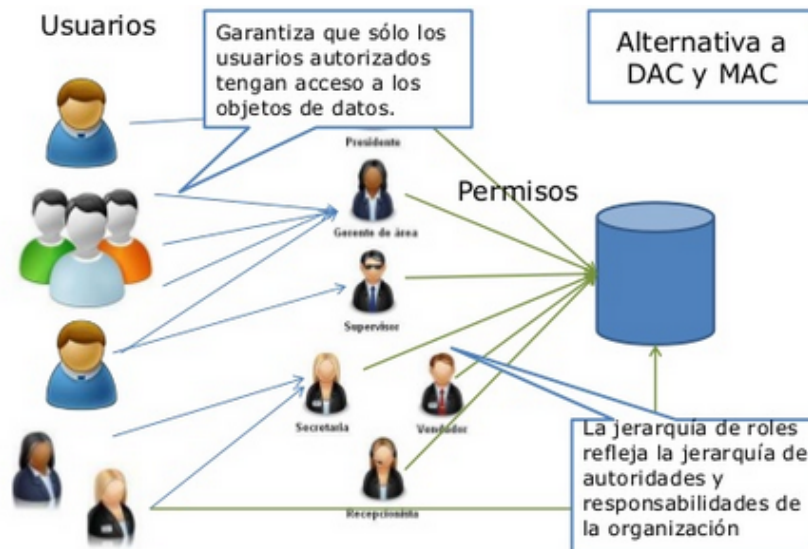 Usuarios
Garantiza que sólo los
usuarios autorizados
tengan acceso a los
objetos de datos.
Alternativa a
DAC y MAC
Presidente
Permisos
Gerente de área
Supervisor
Secretaria
Vendedor
Recepcionista
La jerarquía de roles
refleja la jerarquía de
autoridades y
responsabilidades de
la organización